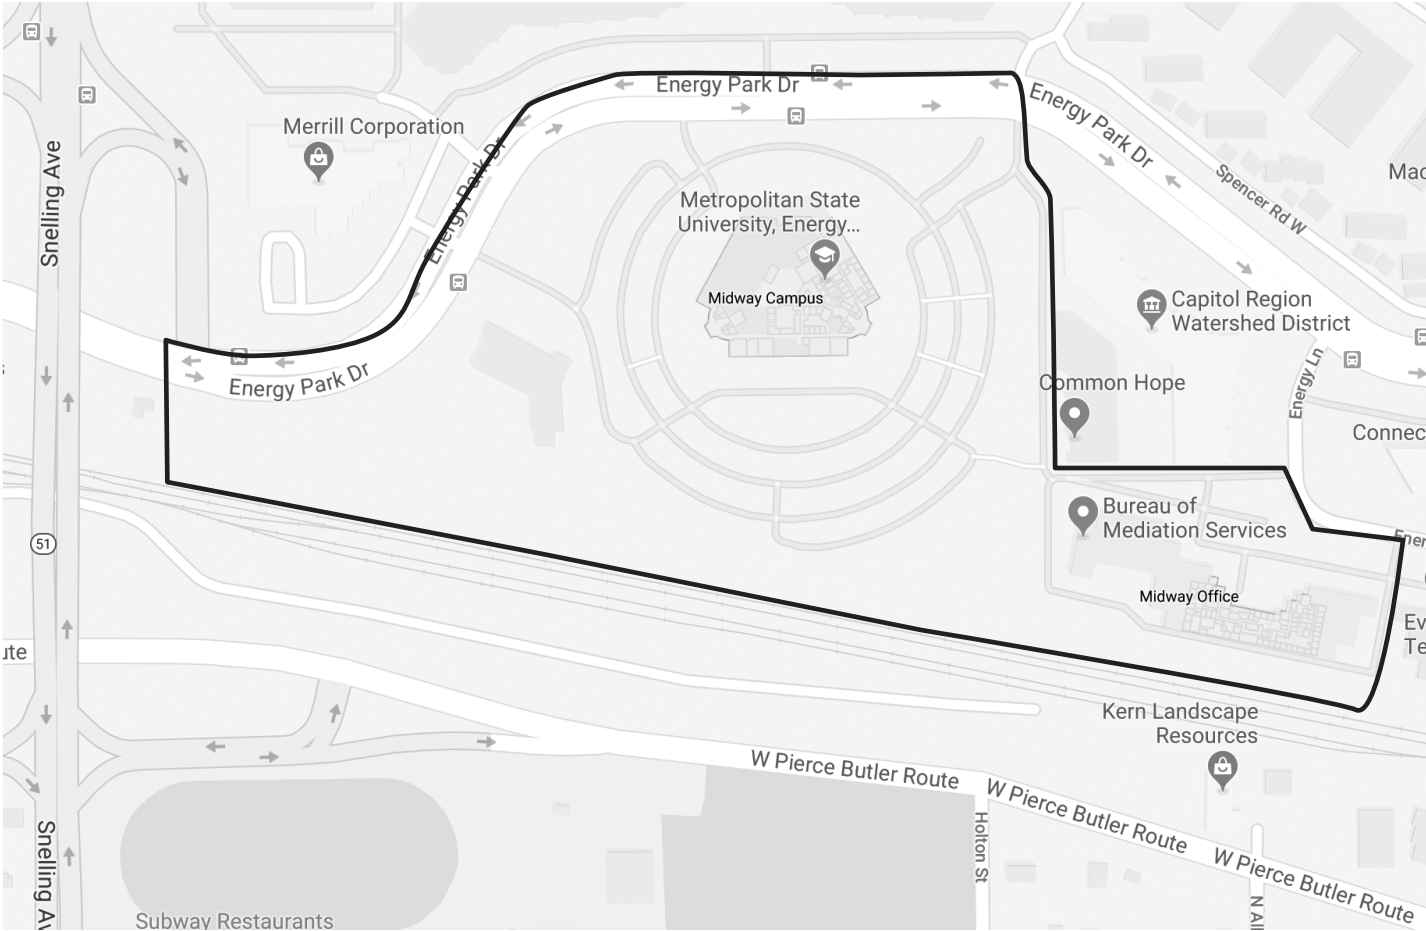 Energy Park Dr
Merrill Corporation
Energy Park Dr
Energy Park Dr
Snelling Ave
Spencer Rd W
Metropolitan State
University, Energy...
Midway Campus
Capitol Region
Watershed District
Energy Park Dr
Energy Ln
Common Hope
Connec
Bureau of
Mediation Services
51
Midway Office
Ev
Te
Kern Landscape
Resources
W Pierce Butler Route
W Pierce Butler Route
W Pierce Butler Route
Holton St
Snelling Av
N Alb
Subway Restaurants